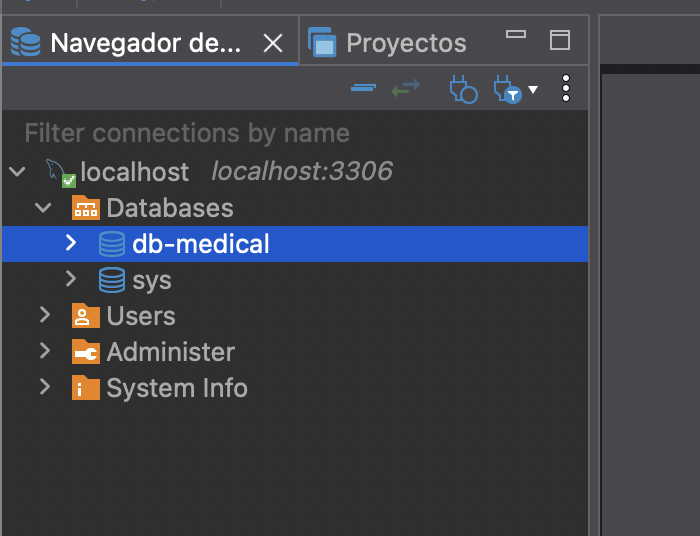 Navegador de... Proyectos
Filter connections by name
localhost localhost:3306
Databases
db-medical
sys
Users
Administer
System Info